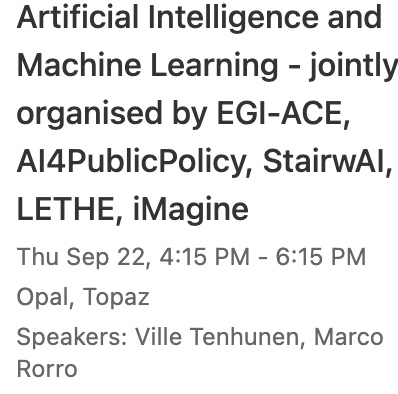 Artificial Intelligence and
Machine Learning - jointly
organised by EGI-ACE,
AI4PublicPolicy, StairwAI,
LETHE, iMagine
Thu Sep 22, 4:15 PM - 6:15 PM
Opal, Topaz
Speakers: Ville Tenhunen, Marco
Rorro